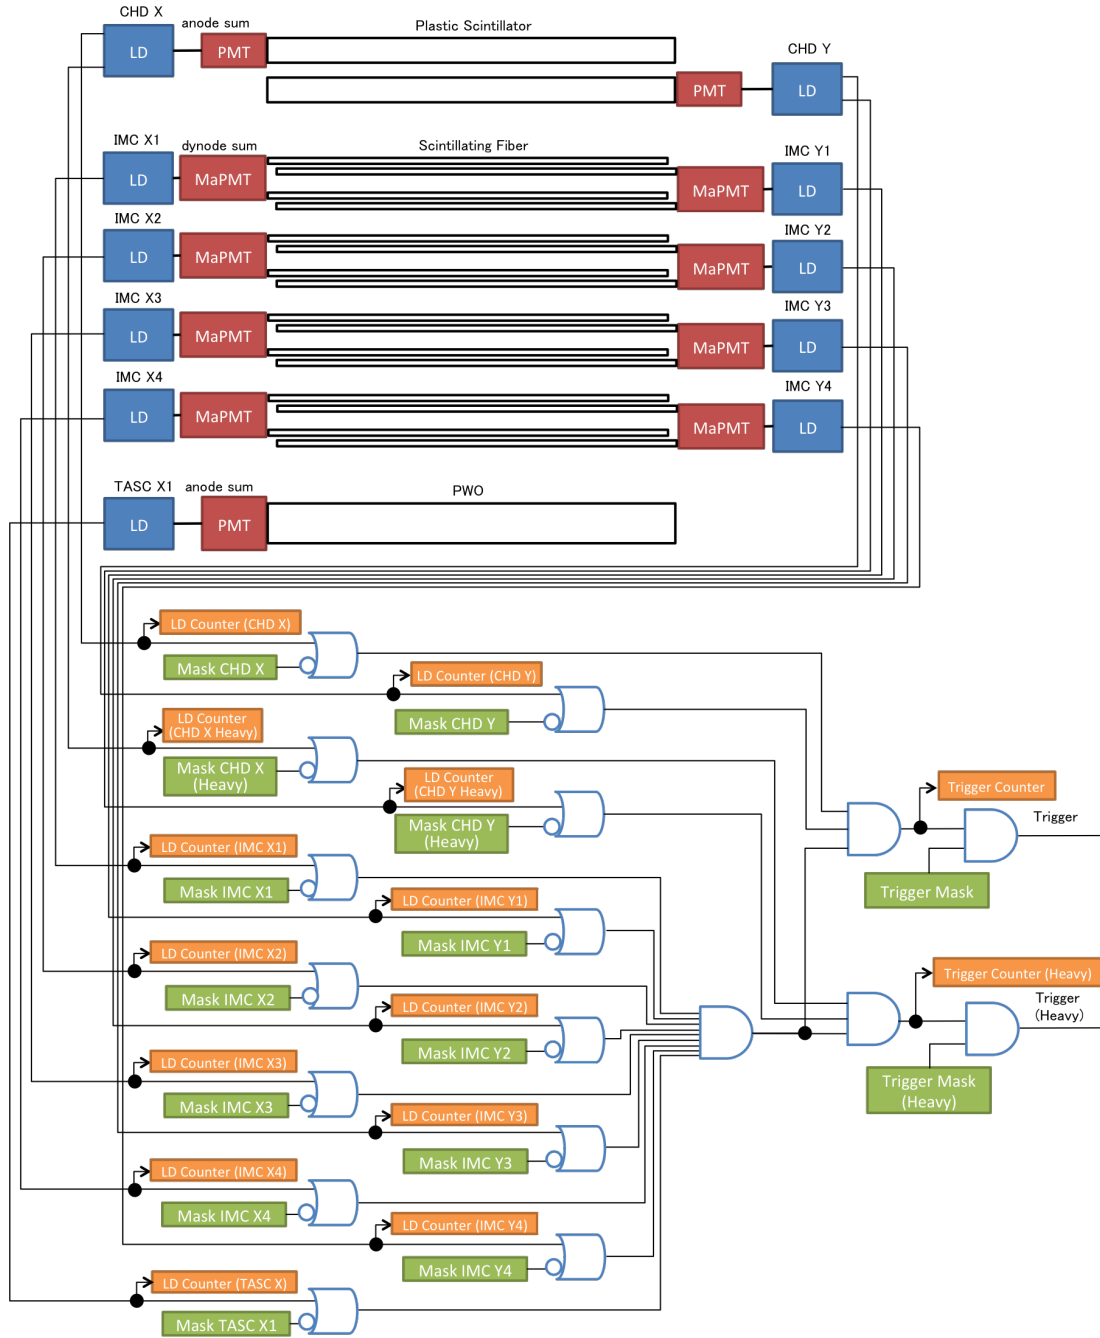 CHD X
anode sum
Plastic Scintillator
LD
PMT
CHD Y
PMT
LD
IMC X1
dynode sum
Scintillating Fiber
IMC Y1
LD
MaPMT
MaPMT
LD
IMC X2
IMC Y2
LD
MaPMT
MaPMT
LD
IMC X3
IMC Y3
LD
MaPMT
MaPMT
LD
IMC X4
IMC Y4
LD
MaPMT
MaPMT
LD
TASC X1
anode sum
PWO
LD
PMT
LD Counter (CHD X)
Mask CHD X
LD Counter (CHD Y)
Mask CHD Y
LD Counter
(CHD X Heavy)
Mask CHD X
(Heavy)
LD Counter
(CHD Y Heavy)
Mask CHD Y
(Heavy)
Trigger Counter
Trigger
Trigger Mask
LD Counter (IMC X1)
Mask IMC X1
LD Counter (IMC Y1)
Mask IMC Y1
LD Counter (IMC X2)
Mask IMC X2
LD Counter (IMC Y2)
Mask IMC Y2
Trigger Counter (Heavy)
Trigger
(Heavy)
Trigger Mask
(Heavy)
LD Counter (IMC X3)
Mask IMC X3
LD Counter (IMC Y3)
Mask IMC Y3
LD Counter (IMC X4)
Mask IMC X4
LD Counter (IMC Y4)
Mask IMC Y4
LD Counter (TASC X)
Mask TASC X1